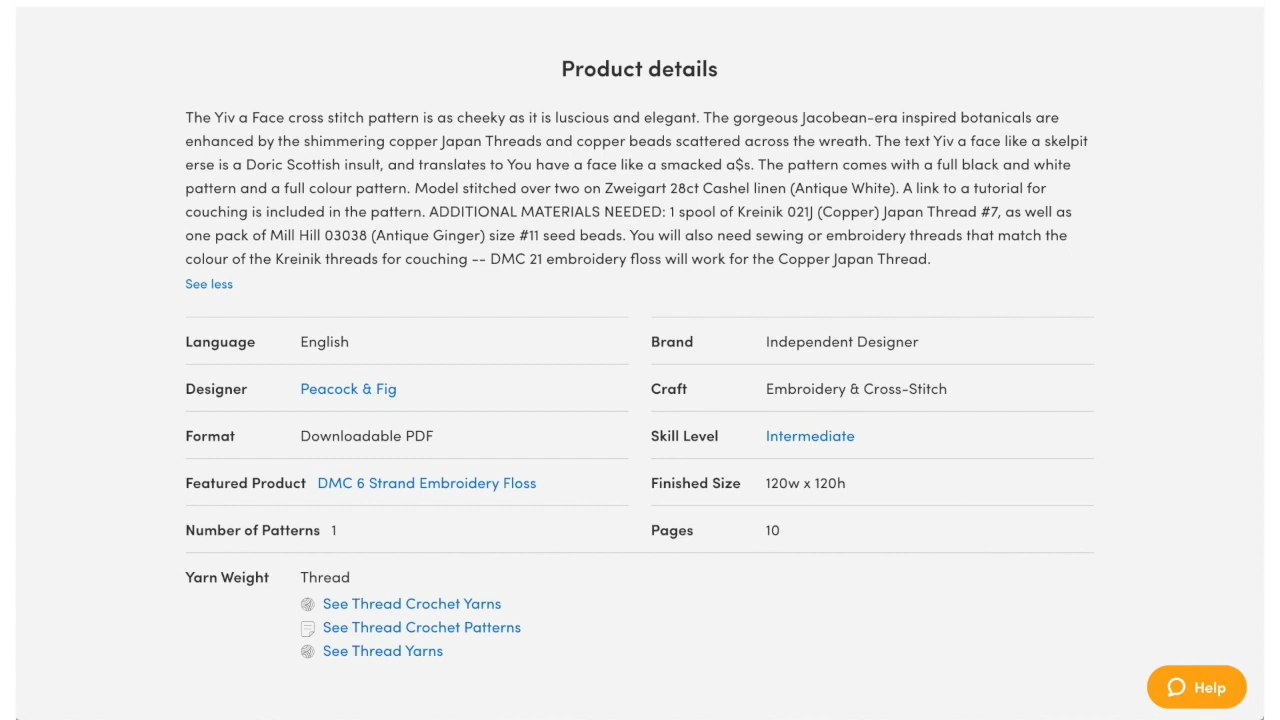 Product details
The Yiv a Face cross stitch pattern is as cheeky as it is luscious and elegant. The gorgeous Jacobean-era inspired botanicals are
enhanced by the shimmering copper Japan Threads and copper beads scattered across the wreath. The text Yiv a face like a skelpit
erse is a Doric Scottish insult, and translates to You have a face like a smacked a$s. The pattern comes with a full black and white
pattern and a full colour pattern. Model stitched over two on Zweigart 28ct Cashel linen (Antique White). A link to a tutorial for
couching is included in the pattern. ADDITIONAL MATERIALS NEEDED: 1 spool of Kreinik 021J (Copper) Japan Thread #7, as well as
one pack of Mill Hill 03038 (Antique Ginger) size #11 seed beads. You will also need sewing or embroidery threads that match the
colour of the Kreinik threads for couching -- DMC 21 embroidery floss will work for the Copper Japan Thread.
See less
Language English
Brand Independent Designer
Designer Peacock & Fig
Craft Embroidery & Cross-Stitch
Format Downloadable PDF
Skill Level Intermediate
Featured Product DMC 6 Strand Embroidery Floss
Finished Size 120w x 120h
Number of Patterns 1
Pages 10
Yarn Weight Thread
See Thread Crochet Yarns
See Thread Crochet Patterns
See Thread Yarns
Help